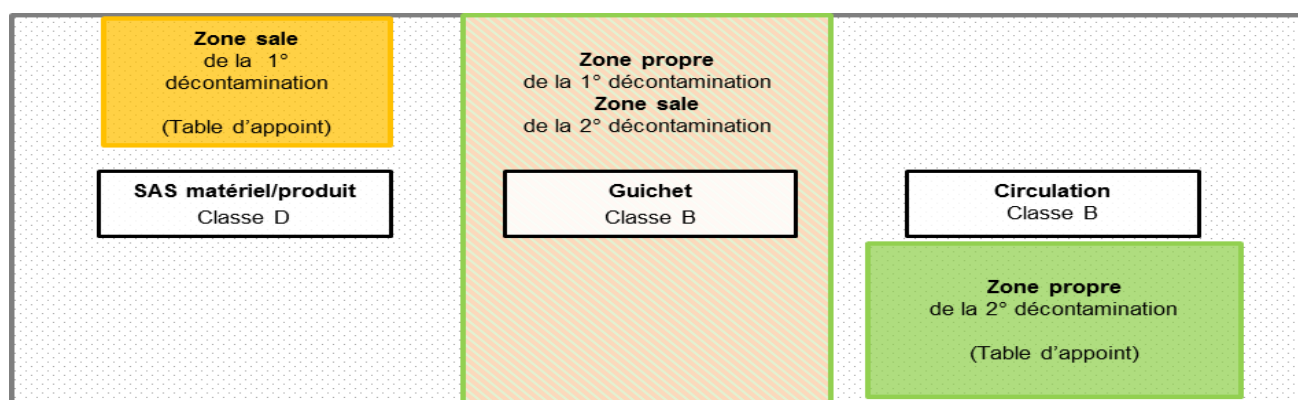 Zone sale
de la 1°
décontamination
(Table d'appoint)
SAS matériel/produit
Classe D
Zone propre
de la 1° décontamination
Zone sale
de la 2° décontamination
Guichet
Classe B
Circulation
Classe B
Zone propre
de la 2° décontamination
(Table d'appoint)